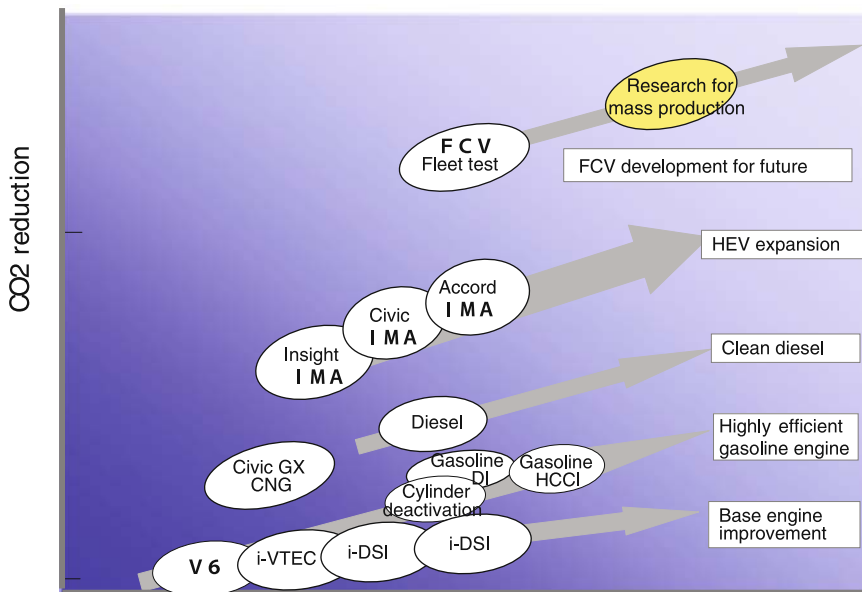 CO2 reduction
Research for
mass production
F C V
Fleet test
FCV development for future
HEV expansion
Accord
I M A
Civic
I M A
Insight
I M A
Clean diesel
Diesel
Highly efficient
gasoline engine
Civic GX
CNG
Gasoline
DI
Gasoline
HCCI
Cylinder
deactivation
Base engine
improvement
V 6
i-VTEC
i-DSI
i-DSI